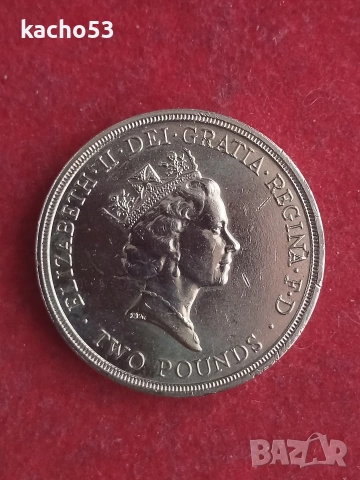 kacho53
· ELIZABETH · II · DEI · GRATIA · REGINA · F · D ·
TWO POUNDS
BAZAR